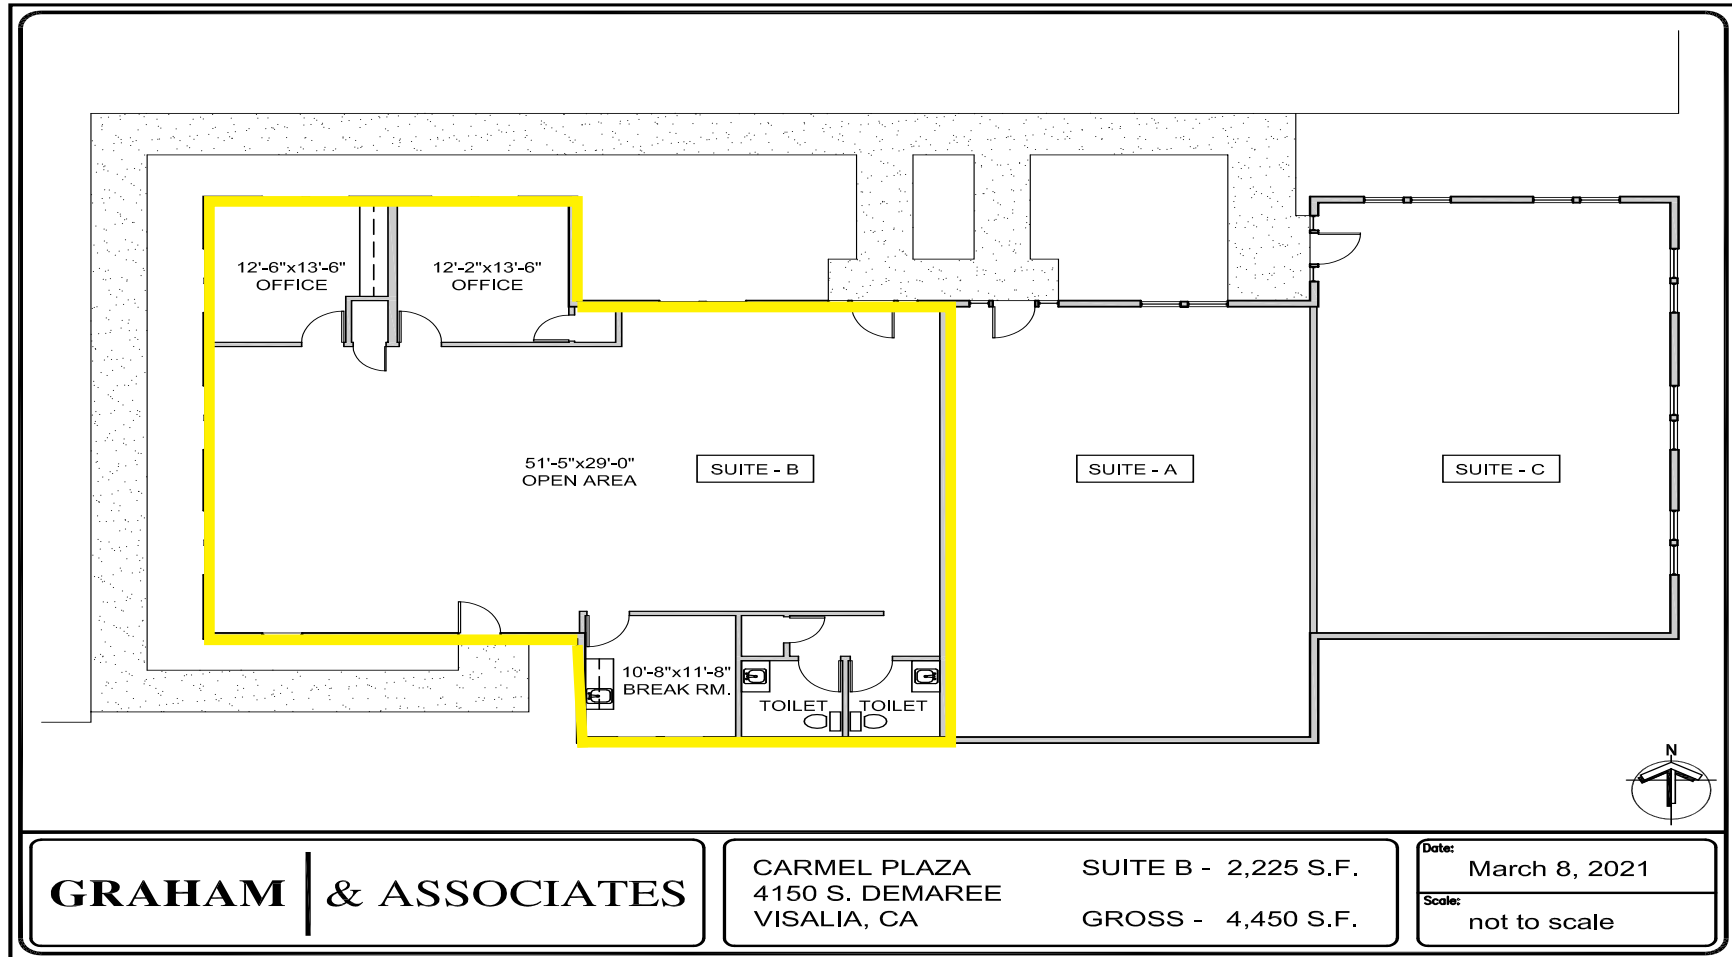 12'-6"x13'-6"
OFFICE
12'-2"x13'-6"
OFFICE
51'-5"x29'-0"
OPEN AREA
SUITE - B
SUITE - A
SUITE - C
10'-8"x11'-8"
BREAK RM.
TOILET
TOILET
N
GRAHAM & ASSOCIATES
CARMEL PLAZA
4150 S. DEMAREE
VISALIA, CA
SUITE B - 2,225 S.F.
GROSS - 4,450 S.F.
Date:
March 8, 2021
Scale:
not to scale